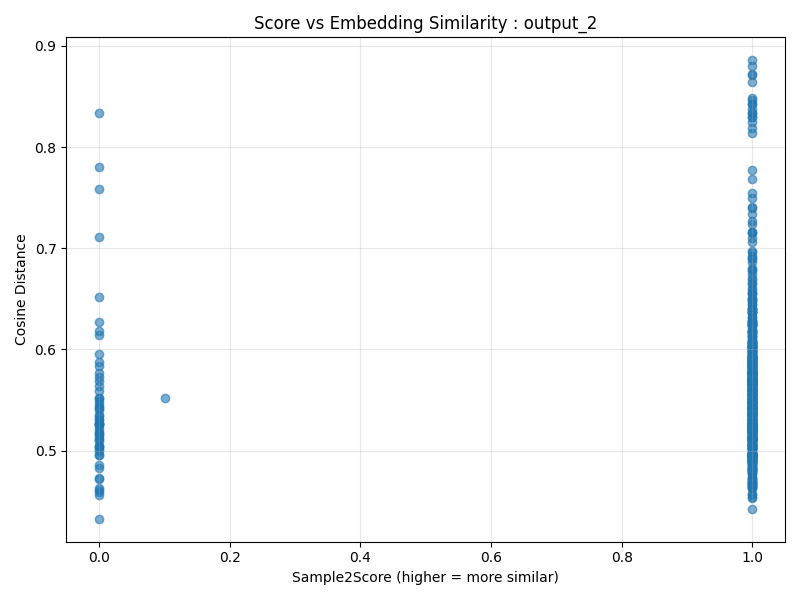 Score vs Embedding Similarity : output_2
Cosine Distance
0.9
0.8
0.7
0.6
0.5
0.0 0.2 0.4 0.6 0.8 1.0
Sample2Score (higher = more similar)